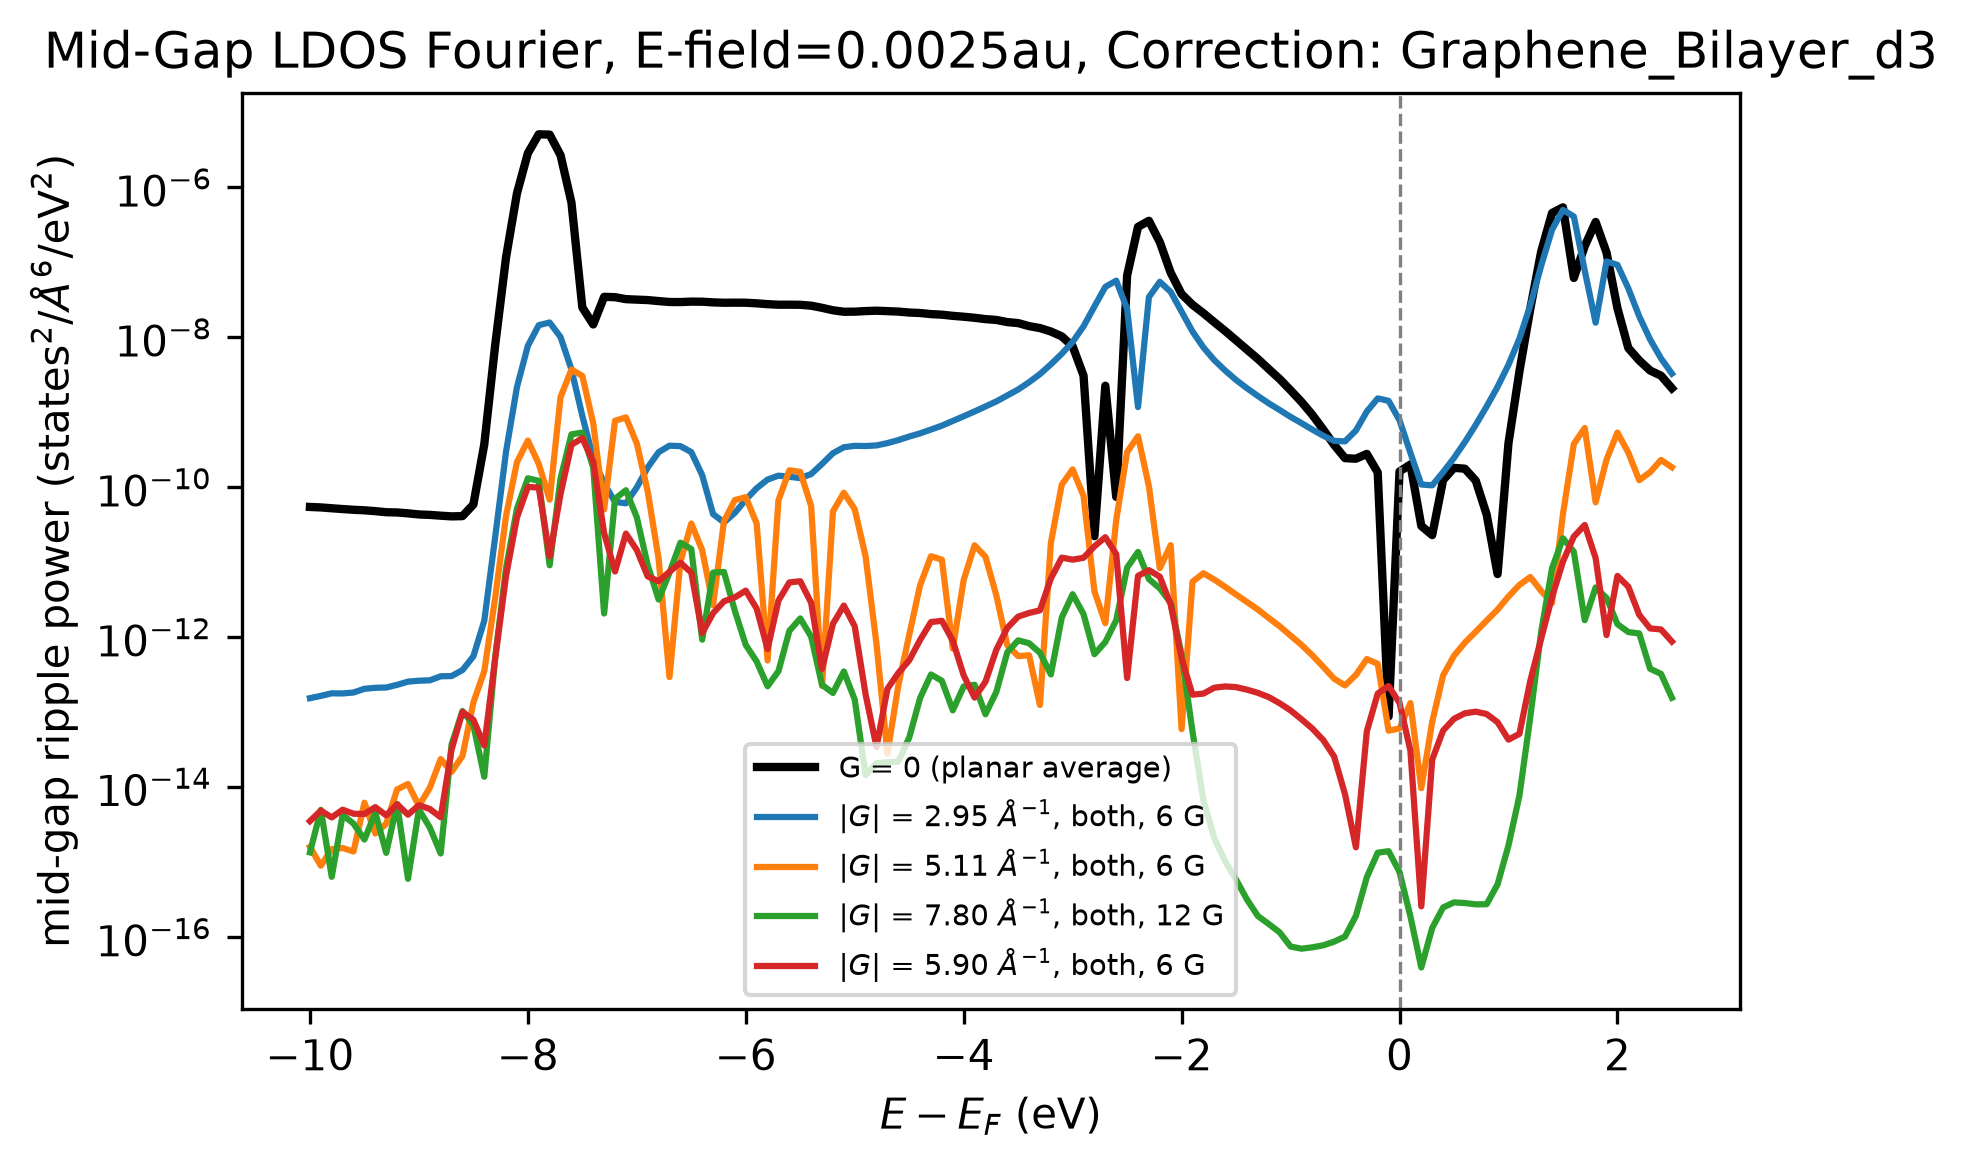 Mid-Gap LDOS Fourier, E-field=0.0025au, Correction: Graphene_Bilayer_d3
mid-gap ripple power (states²/Å⁶/eV²)
10⁻⁶
10⁻⁸
10⁻¹⁰
10⁻¹²
10⁻¹⁴
10⁻¹⁶
G = 0 (planar average)
|G| = 2.95 Å⁻¹, both, 6 G
|G| = 5.11 Å⁻¹, both, 6 G
|G| = 7.80 Å⁻¹, both, 12 G
|G| = 5.90 Å⁻¹, both, 6 G
−10 −8 −6 −4 −2 0 2
E − E_F (eV)